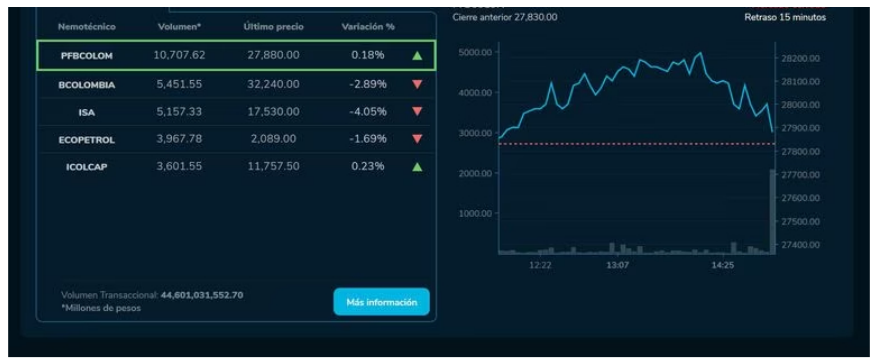 Nemotécnico Volumen* Último precio Variación %
PFBCOLOM 10,707.62 27,880.00 0.18%
BCOLOMBIA 5,451.55 32,240.00 -2.89%
ISA 5,157.33 17,530.00 -4.05%
ECOPETROL 3,967.78 2,089.00 -1.69%
ICOLCAP 3,601.55 11,757.50 0.23%
Volumen Transaccional: 44,601,031,552.70
*Millones de pesos
Más información
Cierre anterior 27,830.00 Retraso 15 minutos
5000.00
4000.00
3000.00
2000.00
1000.00
28200.00
28100.00
28000.00
27900.00
27800.00
27700.00
27600.00
27500.00
27400.00
12:22 13:07 14:25